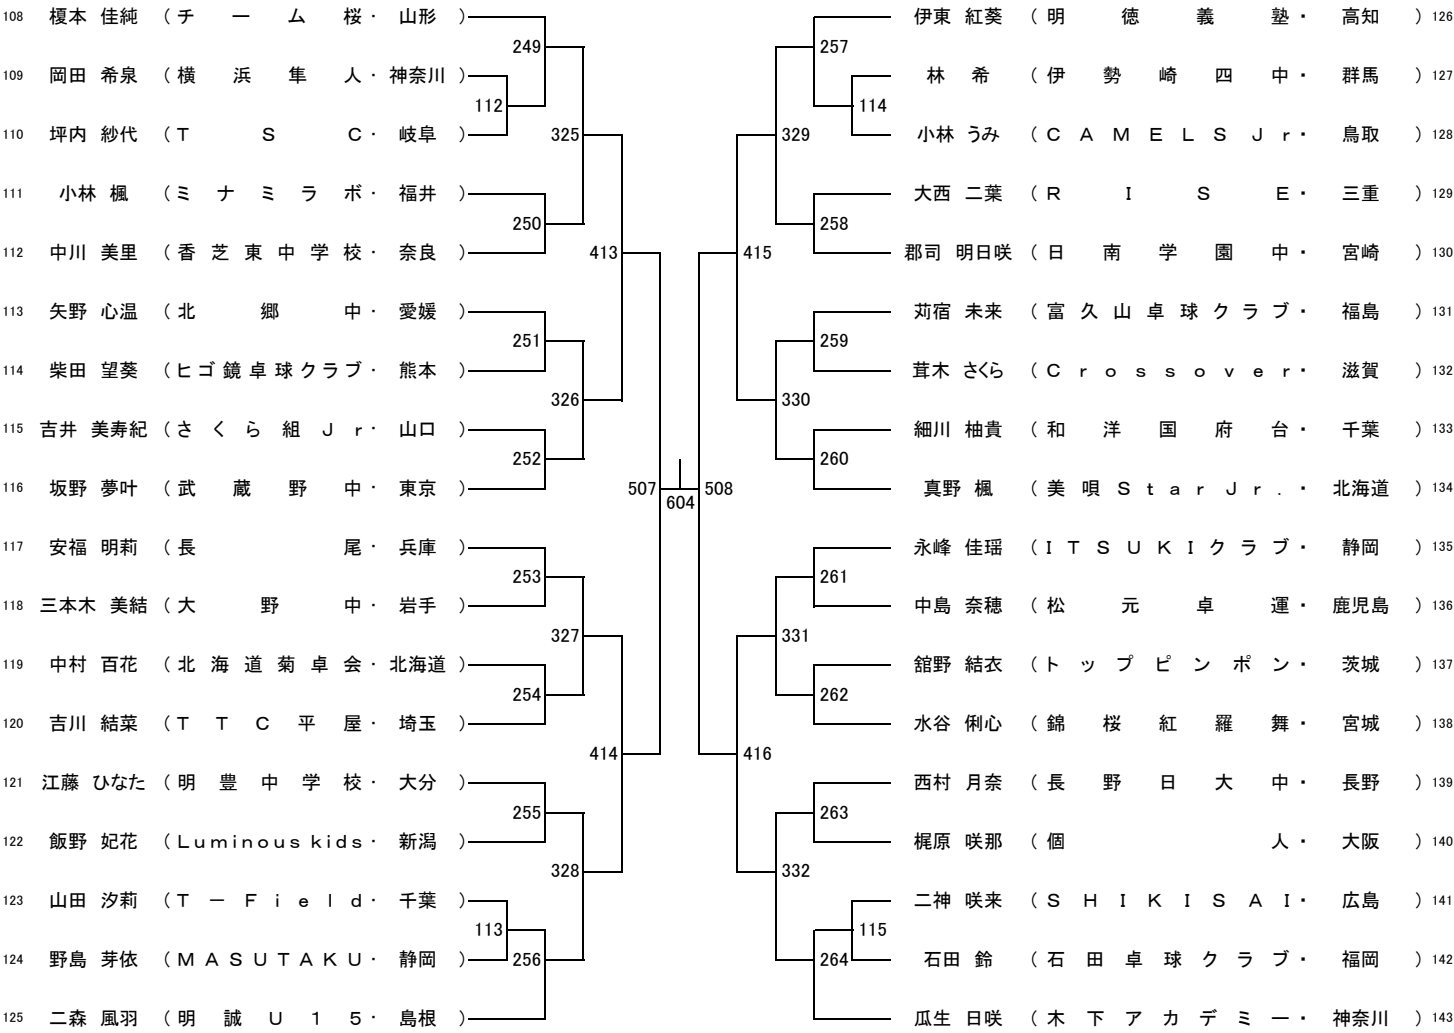 108 榎本 佳純 （チーム桜・山形）
109 岡田 希泉 （横浜隼人・神奈川）
110 坪内 紗代 （ＴＳＣ・岐阜）
111 小林 楓 （ミナミラボ・福井）
112 中川 美里 （香芝東中学校・奈良）
113 矢野 心温 （北郷中・愛媛）
114 柴田 望葵 （ヒゴ鏡卓球クラブ・熊本）
115 吉井 美寿紀 （さくら組Ｊｒ・山口）
116 坂野 夢叶 （武蔵野中・東京）
117 安福 明莉 （長尾・兵庫）
118 三本木 美結 （大野中・岩手）
119 中村 百花 （北海道菊卓会・北海道）
120 吉川 結菜 （ＴＴＣ平屋・埼玉）
121 江藤 ひなた （明豊中学校・大分）
122 飯野 妃花 （Luminous kids・新潟）
123 山田 汐莉 （Ｔ－Ｆｉｅｌｄ・千葉）
124 野島 芽依 （ＭＡＳＵＴＡＫＵ・静岡）
125 二森 風羽 （明誠Ｕ１５・島根）
249
112
325
250
413
251
326
252
507
253
327
254
414
255
328
113
256
604
257
114
329
258
415
259
330
260
508
261
331
262
416
263
332
115
264
伊東 紅葵 （明徳義塾・高知）126
林 希 （伊勢崎四中・群馬）127
小林 うみ （ＣＡＭＥＬＳＪｒ・鳥取）128
大西 二葉 （ＲＩＳＥ・三重）129
郡司 明日咲 （日南学園中・宮崎）130
苅宿 未来 （富久山卓球クラブ・福島）131
茸木 さくら （Ｃｒｏｓｓｏｖｅｒ・滋賀）132
細川 柚貴 （和洋国府台・千葉）133
真野 楓 （美唄ＳｔａｒＪｒ．・北海道）134
永峰 佳瑶 （ＩＴＳＵＫＩクラブ・静岡）135
中島 奈穂 （松元卓運・鹿児島）136
舘野 結衣 （トップピンポン・茨城）137
水谷 俐心 （錦桜紅羅舞・宮城）138
西村 月奈 （長野日大中・長野）139
梶原 咲那 （個人・大阪）140
二神 咲来 （ＳＨＩＫＩＳＡＩ・広島）141
石田 鈴 （石田卓球クラブ・福岡）142
瓜生 日咲 （木下アカデミー・神奈川）143